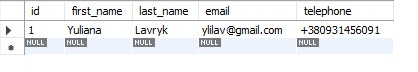 id first_name last_name email telephone
1 Yuliana Lavryk ylilav@gmail.com +380931456091
NULL NULL NULL NULL NULL